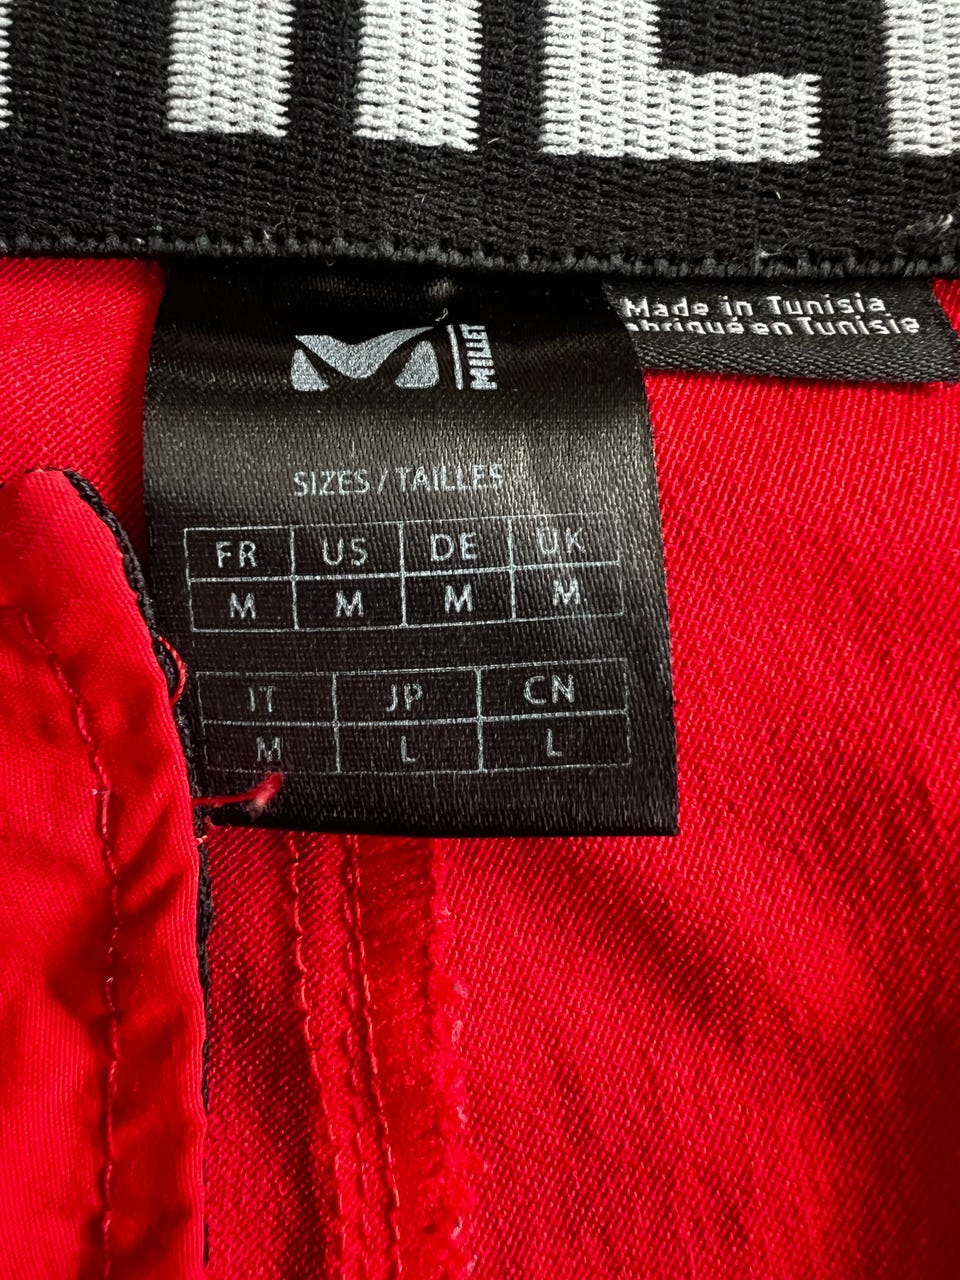 Made in Tunisia
abriqué en Tunisie
MILLET
SIZES / TAILLES
FR US DE UK
M M M M
IT JP CN
M L L